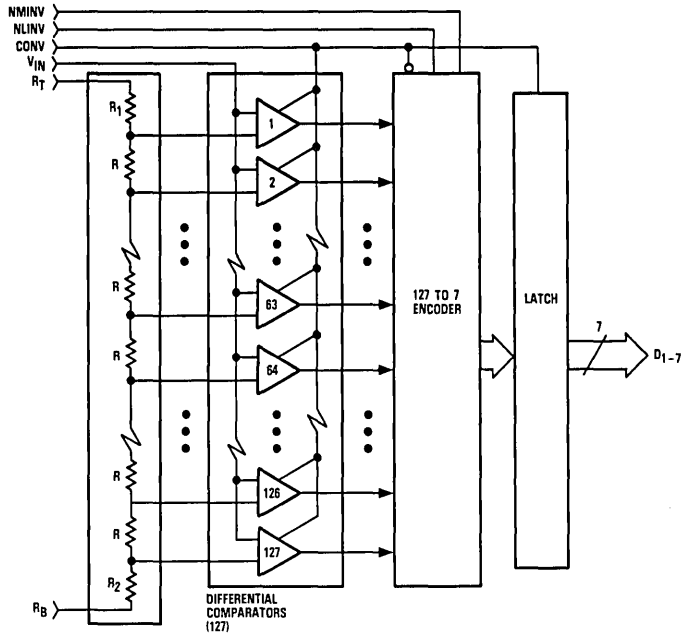 NMINV
NLINV
CONV
VIN
RT
R1
1
R
2
R
63
127 TO 7
ENCODER
LATCH
7
R
64
D1-7
R
126
R
127
R2
RB
DIFFERENTIAL
COMPARATORS
(127)